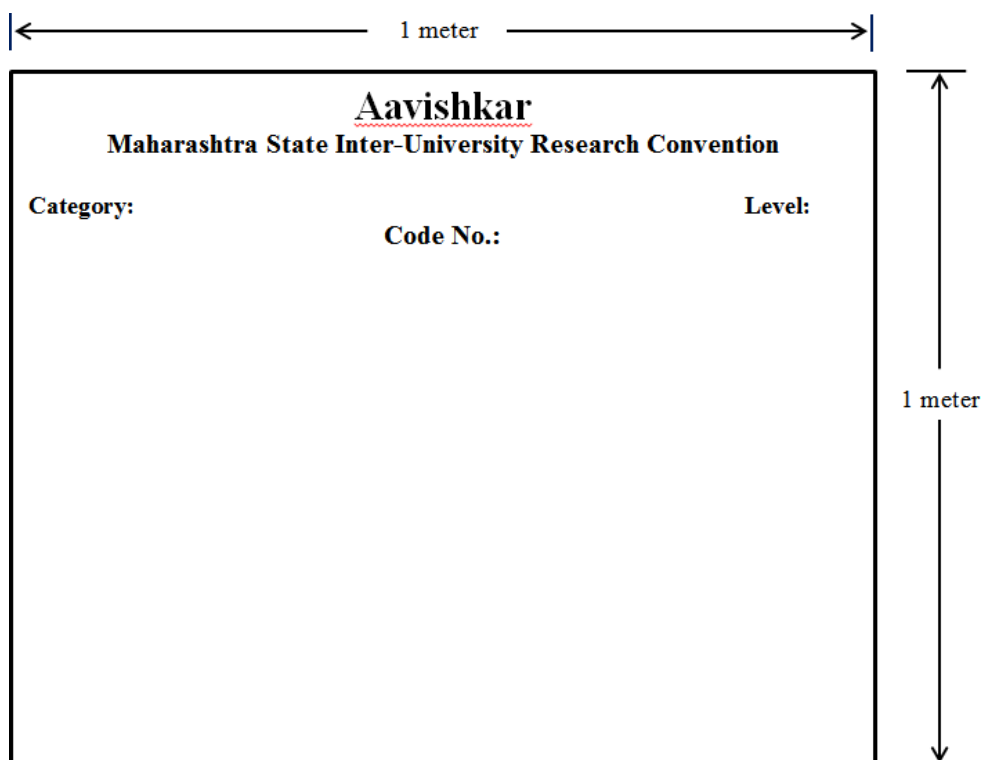 1 meter
Aavishkar
Maharashtra State Inter-University Research Convention
Category: Level:
Code No.:
1 meter